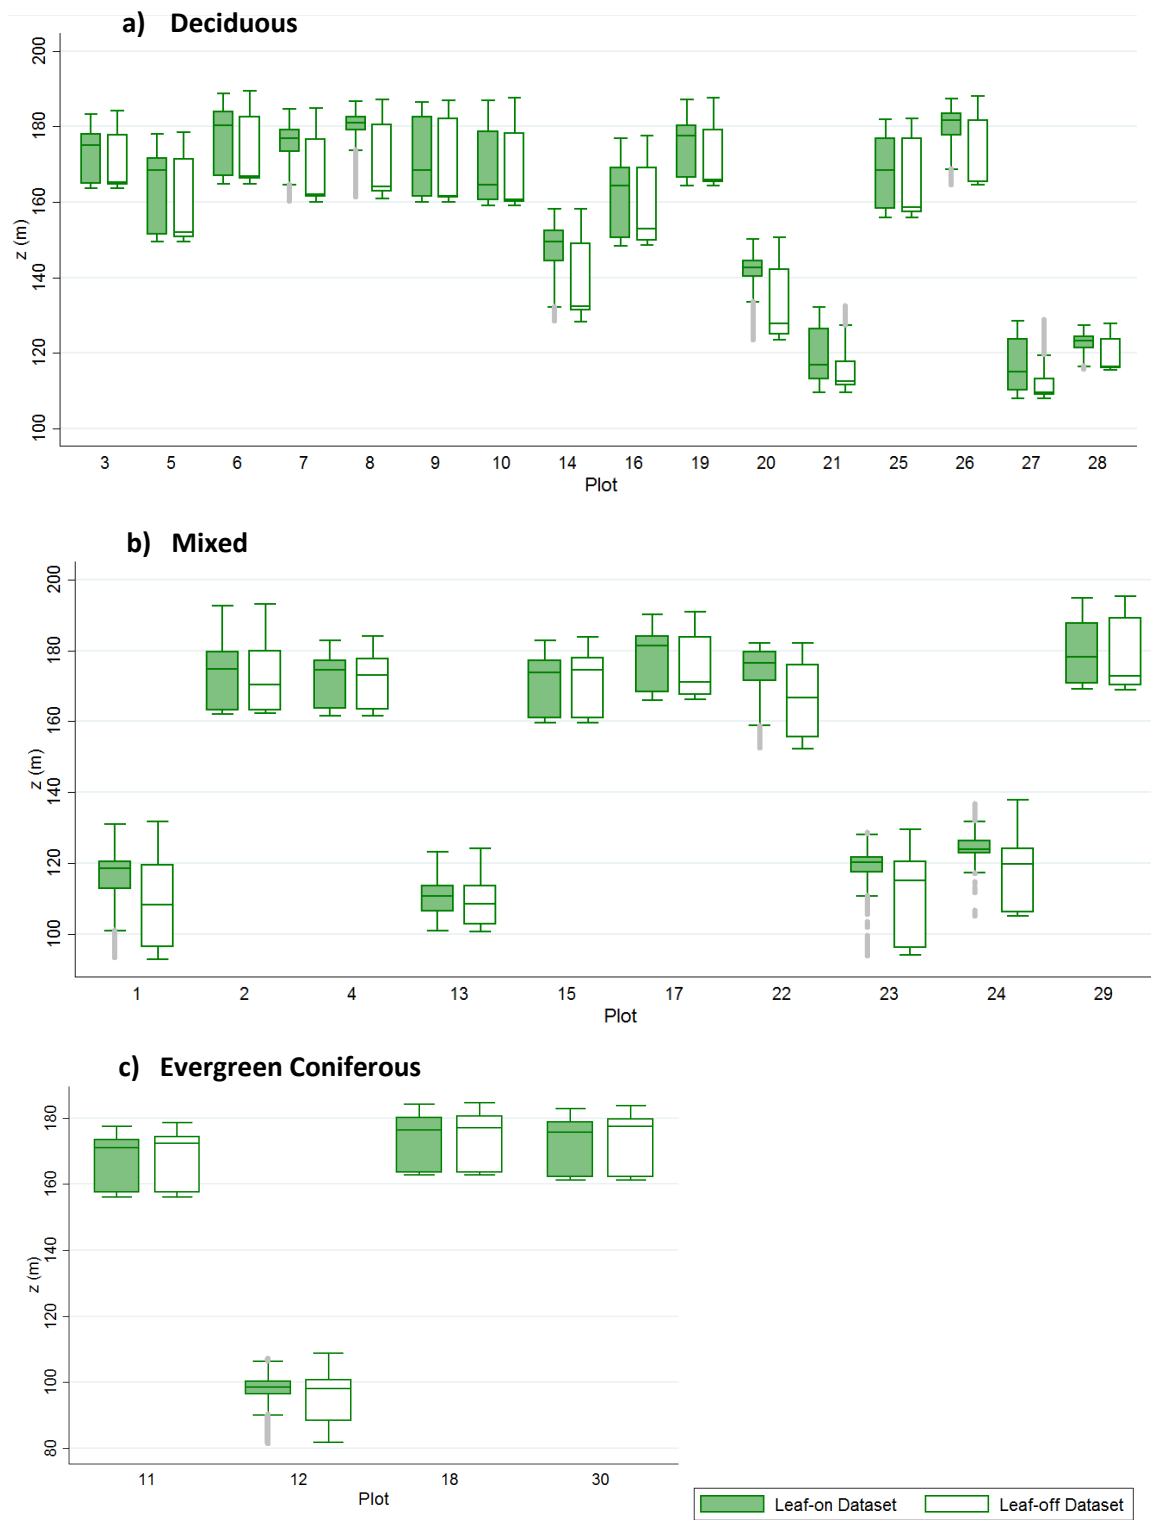 a) Deciduous
200
180
160
140
120
100
z (m)
3 5 6 7 8 9 10 14 16 19 20 21 25 26 27 28
Plot
b) Mixed
200
180
160
140
120
100
z (m)
1 2 4 13 15 17 22 23 24 29
Plot
c) Evergreen Coniferous
180
160
140
120
100
80
z (m)
11 12 18 30
Plot
Leaf-on Dataset Leaf-off Dataset